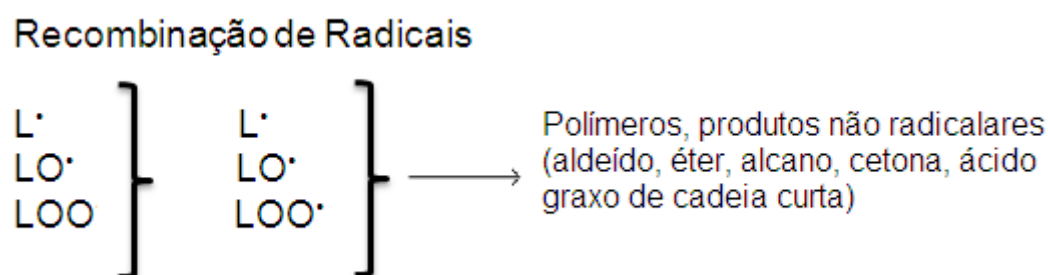 Recombinação de Radicais
L· L·
LO· LO·
LOO LOO·
Polímeros, produtos não radicalares
(aldeído, éter, alcano, cetona, ácido
graxo de cadeia curta)